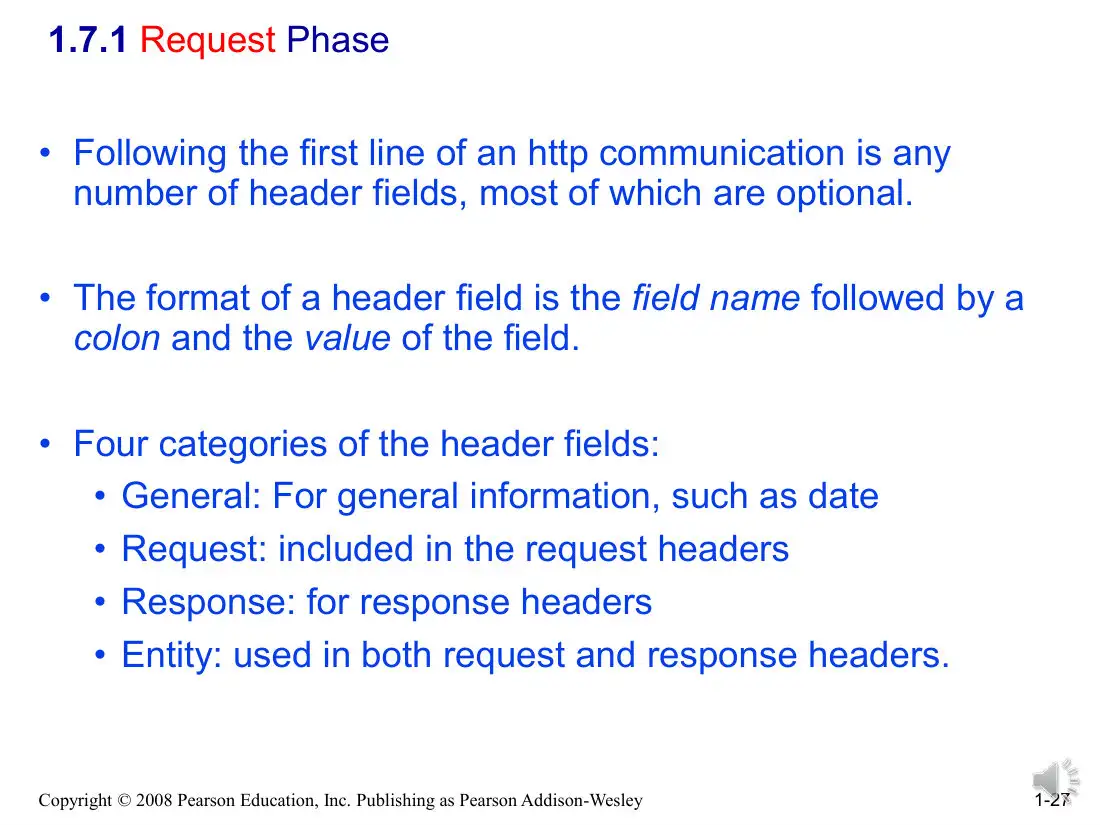 1.7.1 Request Phase
• Following the first line of an http communication is any
number of header fields, most of which are optional.
• The format of a header field is the field name followed by a
colon and the value of the field.
• Four categories of the header fields:
• General: For general information, such as date
• Request: included in the request headers
• Response: for response headers
• Entity: used in both request and response headers.
Copyright © 2008 Pearson Education, Inc. Publishing as Pearson Addison-Wesley
1-27